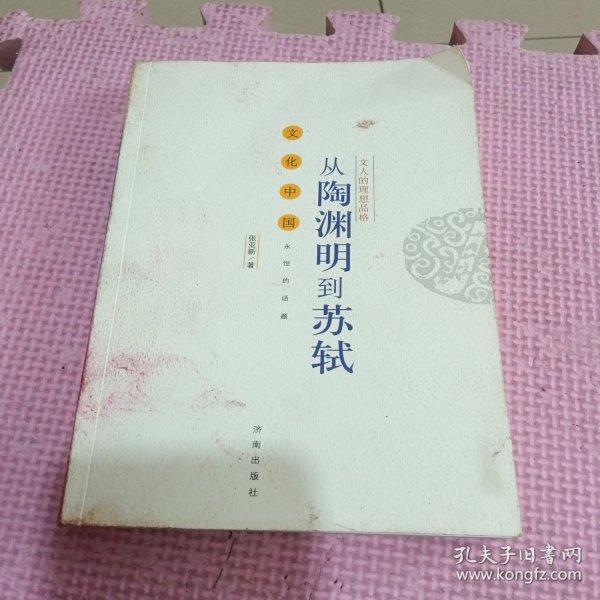 文人的理想品格
从陶渊明到苏轼
文化中国
永恒的话题
张亚新/著
济南出版社
孔夫子旧书网
www.kongfz.com